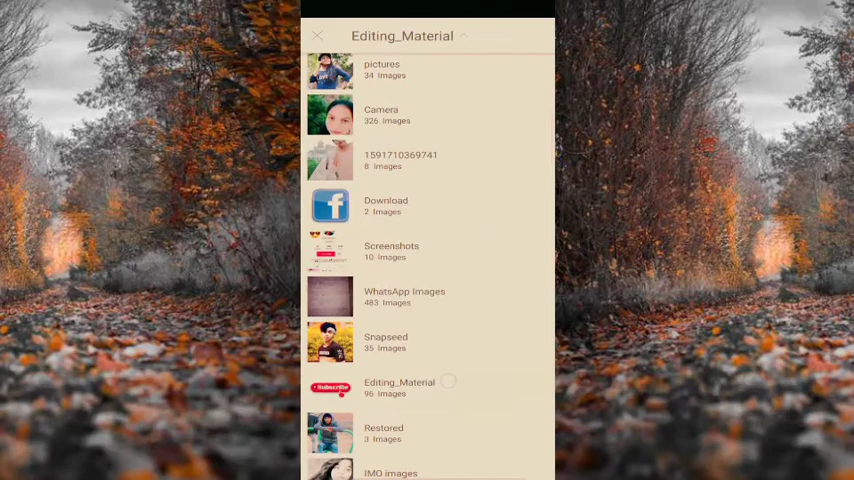 Editing_Material
pictures
34 Images
Camera
326 Images
1591710369741
8 Images
Download
2 Images
Screenshots
10 Images
WhatsApp Images
483 Images
Snapseed
35 Images
Editing_Material
96 Images
Subscribe
Restored
3 Images
IMO images